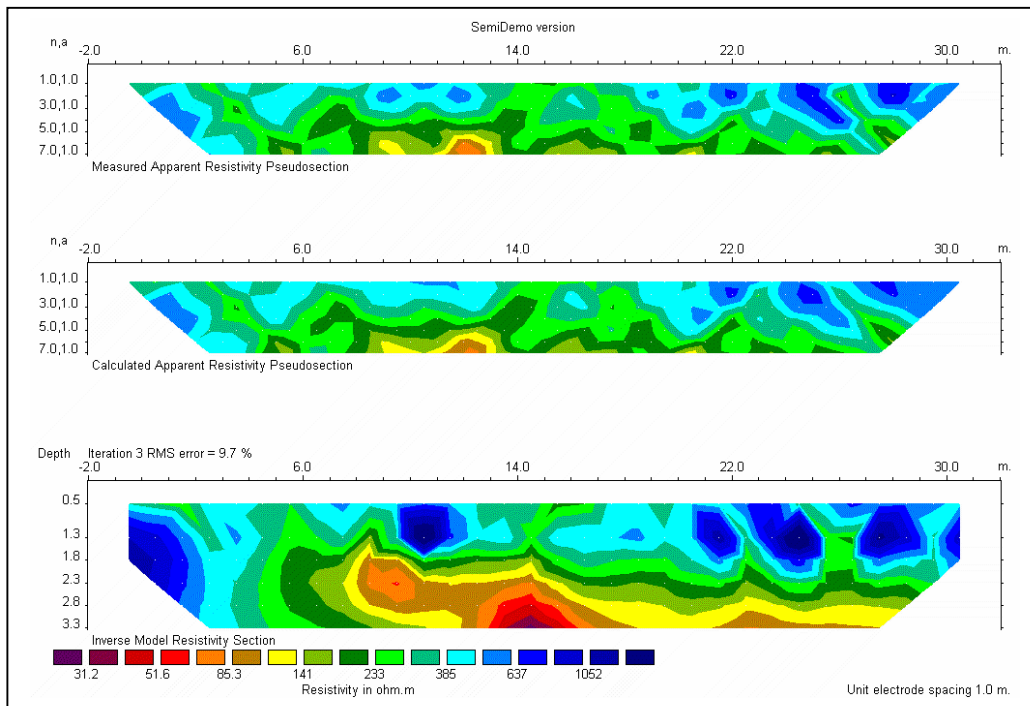 SemiDemo version
n,a -2.0 6.0 14.0 22.0 30.0 m.
1.0,1.0
3.0,1.0
5.0,1.0
7.0,1.0
Measured Apparent Resistivity Pseudosection
n,a -2.0 6.0 14.0 22.0 30.0 m.
1.0,1.0
3.0,1.0
5.0,1.0
7.0,1.0
Calculated Apparent Resistivity Pseudosection
Depth Iteration 3 RMS error = 9.7 %
-2.0 6.0 14.0 22.0 30.0 m.
0.5
1.3
1.8
2.3
2.8
3.3
Inverse Model Resistivity Section
31.2 51.6 85.3 141 233 385 637 1052
Resistivity in ohm.m Unit electrode spacing 1.0 m.